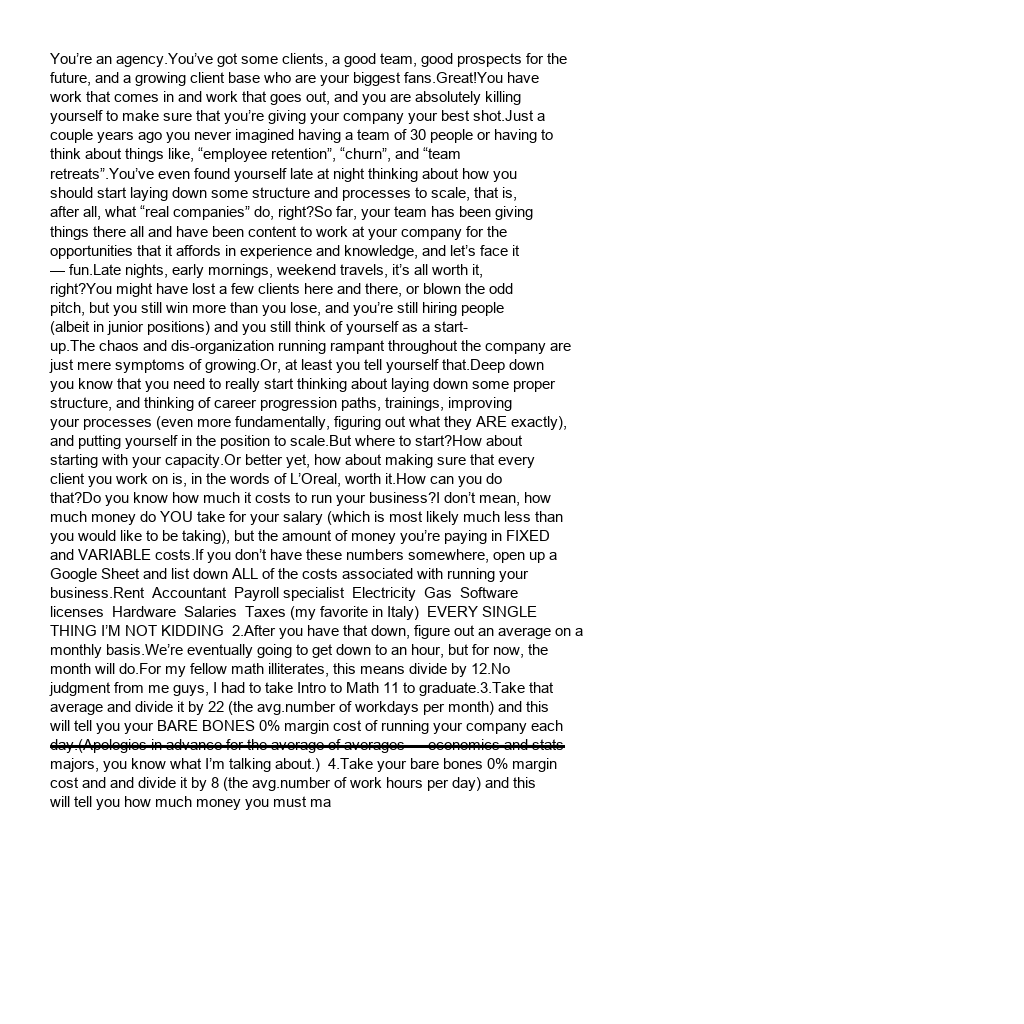 You’re an agency.You’ve got some clients, a good team, good prospects for the
future, and a growing client base who are your biggest fans.Great!You have
work that comes in and work that goes out, and you are absolutely killing
yourself to make sure that you’re giving your company your best shot.Just a
couple years ago you never imagined having a team of 30 people or having to
think about things like, “employee retention”, “churn”, and “team
retreats”.You’ve even found yourself late at night thinking about how you
should start laying down some structure and processes to scale, that is,
after all, what “real companies” do, right?So far, your team has been giving
things there all and have been content to work at your company for the
opportunities that it affords in experience and knowledge, and let’s face it
— fun.Late nights, early mornings, weekend travels, it’s all worth it,
right?You might have lost a few clients here and there, or blown the odd
pitch, but you still win more than you lose, and you’re still hiring people
(albeit in junior positions) and you still think of yourself as a start-
up.The chaos and dis-organization running rampant throughout the company are
just mere symptoms of growing.Or, at least you tell yourself that.Deep down
you know that you need to really start thinking about laying down some proper
structure, and thinking of career progression paths, trainings, improving
your processes (even more fundamentally, figuring out what they ARE exactly),
and putting yourself in the position to scale.But where to start?How about
starting with your capacity.Or better yet, how about making sure that every
client you work on is, in the words of L’Oreal, worth it.How can you do
that?Do you know how much it costs to run your business?I don’t mean, how
much money do YOU take for your salary (which is most likely much less than
you would like to be taking), but the amount of money you’re paying in FIXED
and VARIABLE costs.If you don’t have these numbers somewhere, open up a
Google Sheet and list down ALL of the costs associated with running your
business.Rent  Accountant  Payroll specialist  Electricity  Gas  Software
licenses  Hardware  Salaries  Taxes (my favorite in Italy)  EVERY SINGLE
THING I’M NOT KIDDING  2.After you have that down, figure out an average on a
monthly basis.We’re eventually going to get down to an hour, but for now, the
month will do.For my fellow math illiterates, this means divide by 12.No
judgment from me guys, I had to take Intro to Math 11 to graduate.3.Take that
average and divide it by 22 (the avg.number of workdays per month) and this
will tell you your BARE BONES 0% margin cost of running your company each
day.(Apologies in advance for the average of averages — economics and stats
majors, you know what I’m talking about.)  4.Take your bare bones 0% margin
cost and and divide it by 8 (the avg.number of work hours per day) and this
will tell you how much money you must ma